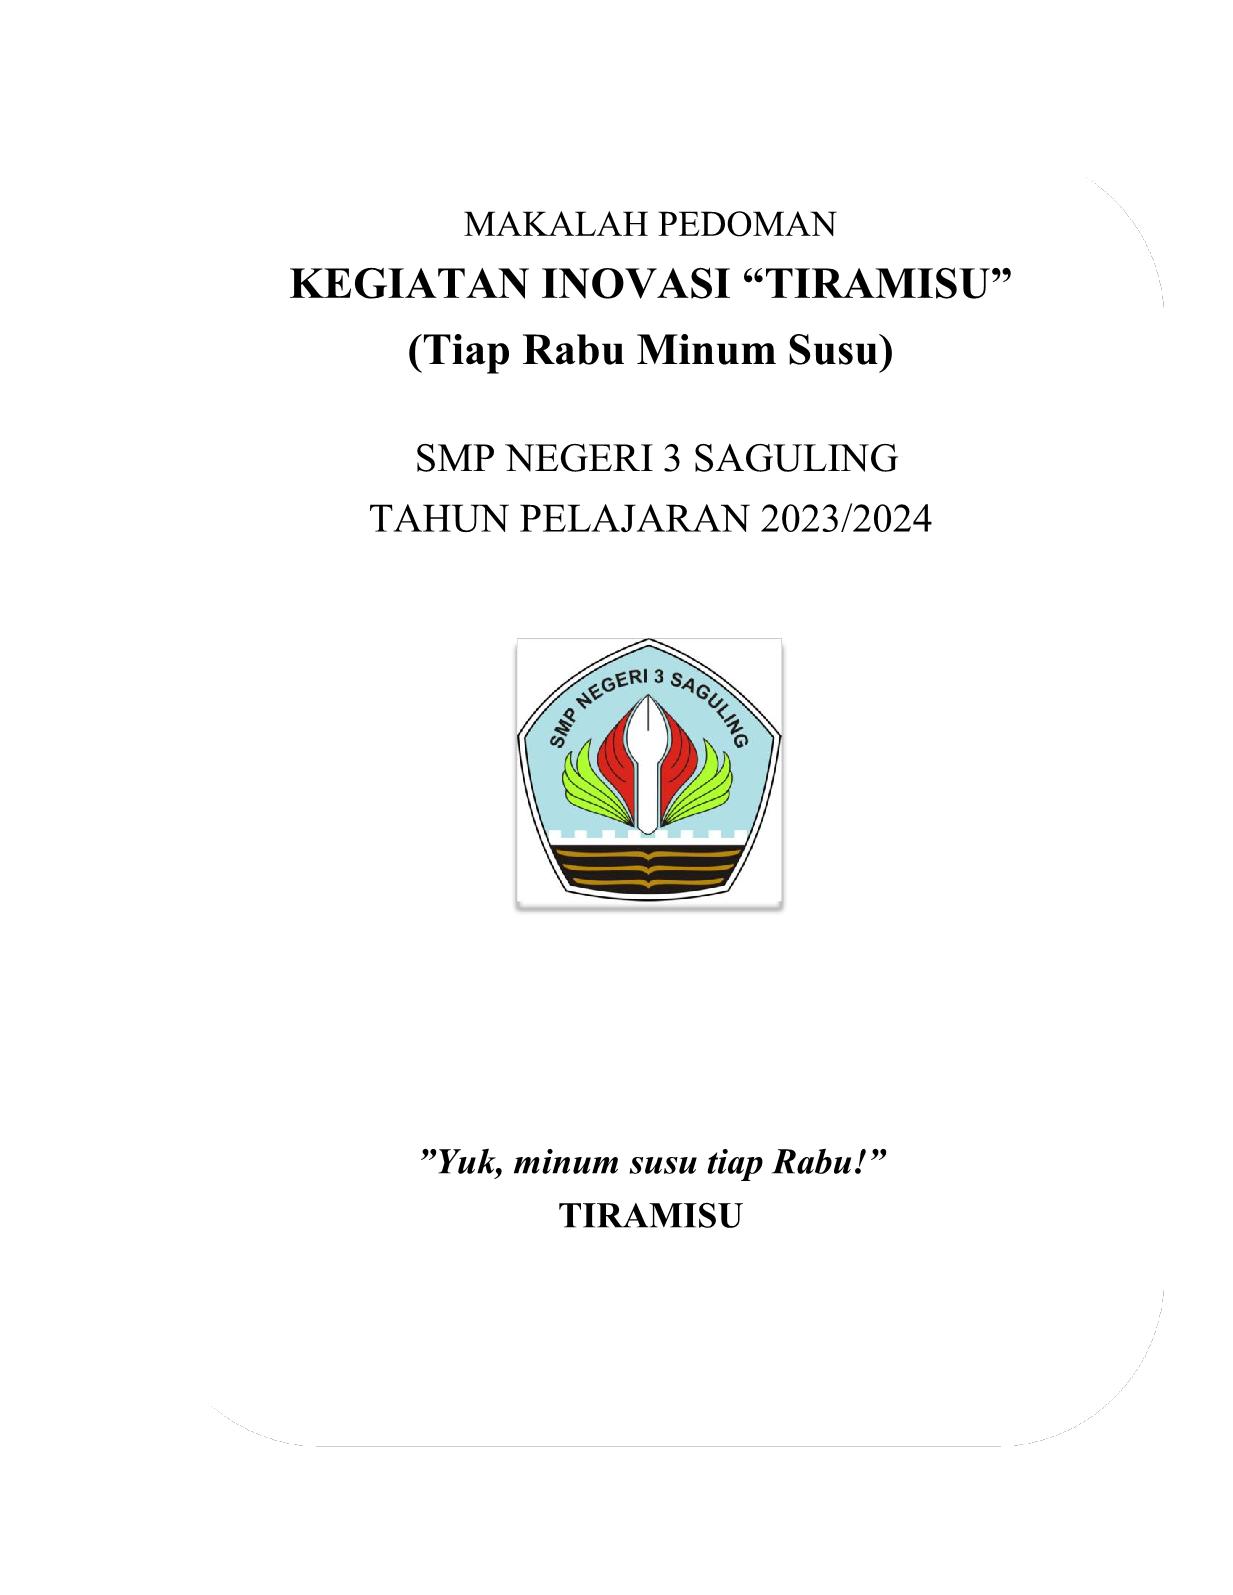 MAKALAH PEDOMAN
KEGIATAN INOVASI “TIRAMISU”
(Tiap Rabu Minum Susu)
SMP NEGERI 3 SAGULING
TAHUN PELAJARAN 2023/2024
SMP NEGERI 3 SAGULING
”Yuk, minum susu tiap Rabu!”
TIRAMISU